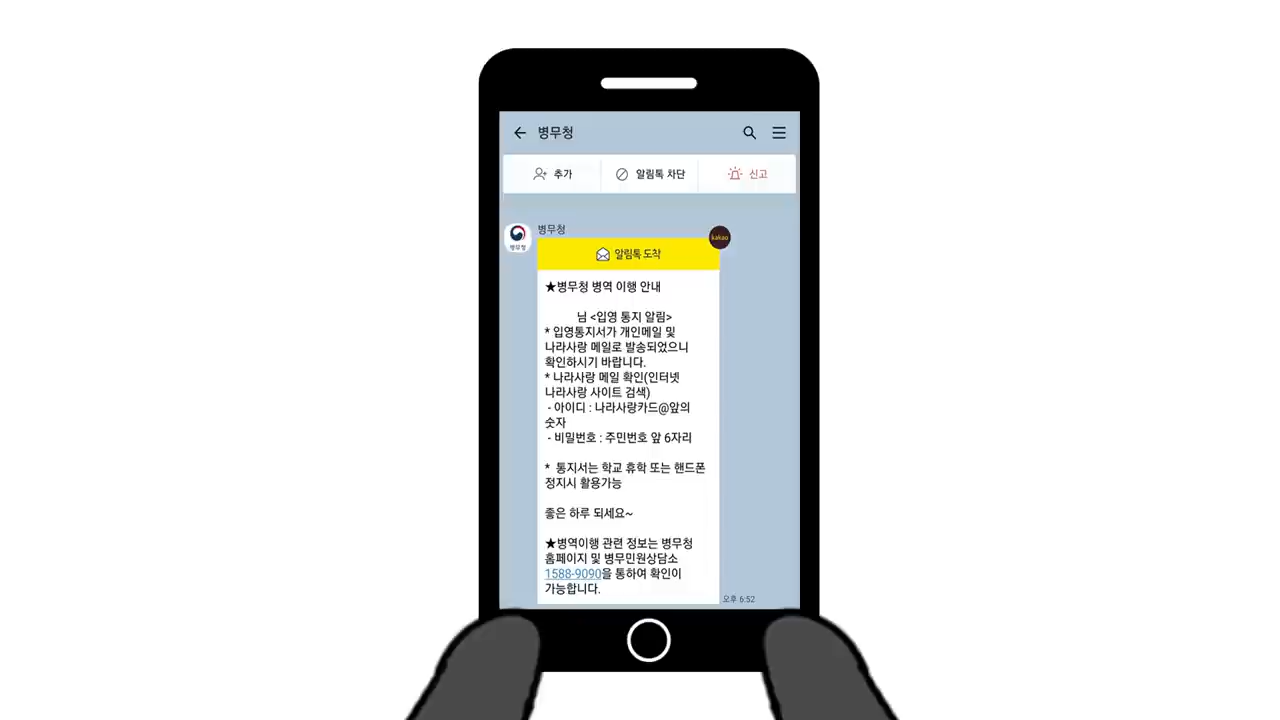 병무청
추가
알림톡 차단
신고
병무청
병무청
kakao
알림톡 도착
★병무청 병역 이행 안내
님 <입영 통지 알림>
* 입영통지서가 개인메일 및
나라사랑 메일로 발송되었으니
확인하시기 바랍니다.
* 나라사랑 메일 확인(인터넷
나라사랑 사이트 검색)
- 아이디 : 나라사랑카드@앞의
숫자
- 비밀번호 : 주민번호 앞 6자리
* 통지서는 학교 휴학 또는 핸드폰
정지시 활용가능
좋은 하루 되세요~
★병역이행 관련 정보는 병무청
홈페이지 및 병무민원상담소
1588-9090을 통하여 확인이
가능합니다.
오후 6:52